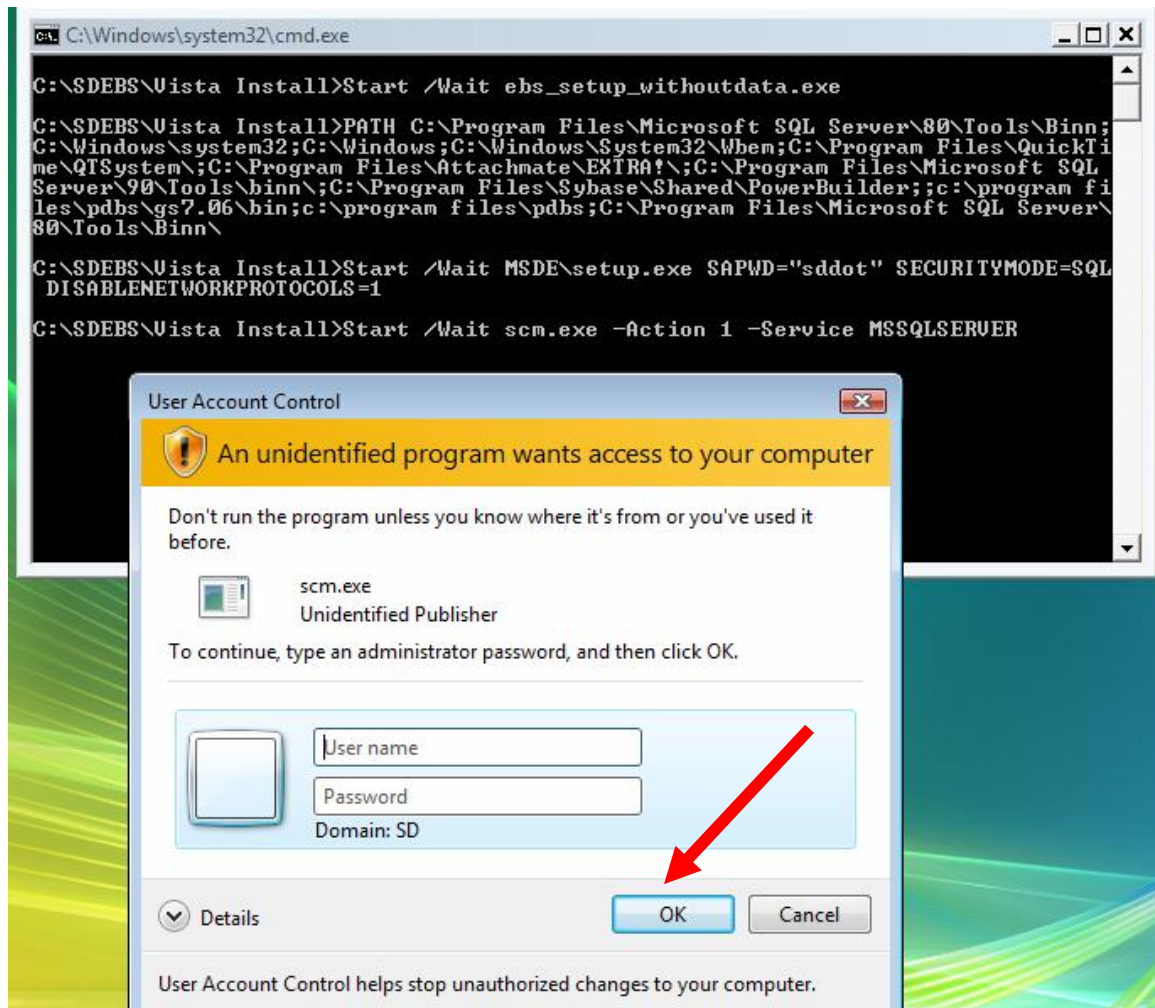 C:\Windows\system32\cmd.exe
C:\SDEBS\Vista Install>Start /Wait ebs_setup_withoutdata.exe
C:\SDEBS\Vista Install>PATH C:\Program Files\Microsoft SQL Server\80\Tools\Binn;
C:\Windows\system32;C:\Windows;C:\Windows\System32\Wbem;C:\Program Files\QuickTi
me\QTSystem\;C:\Program Files\Attachmate\EXTRA!\;C:\Program Files\Microsoft SQL
Server\90\Tools\binn\;C:\Program Files\Sybase\Shared\PowerBuilder;;c:\program fi
les\pdbs\gs7.06\bin;c:\program files\pdbs;C:\Program Files\Microsoft SQL Server\
80\Tools\Binn\
C:\SDEBS\Vista Install>Start /Wait MSDE\setup.exe SAPWD="sddot" SECURITYMODE=SQL
DISABLENETWORKPROTOCOLS=1
C:\SDEBS\Vista Install>Start /Wait scm.exe -Action 1 -Service MSSQLSERVER
User Account Control
An unidentified program wants access to your computer
Don't run the program unless you know where it's from or you've used it
before.
scm.exe
Unidentified Publisher
To continue, type an administrator password, and then click OK.
User name
Password
Domain: SD
Details
OK
Cancel
User Account Control helps stop unauthorized changes to your computer.